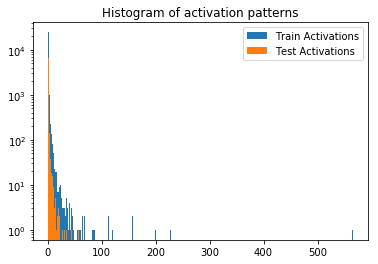 Histogram of activation patterns
Train Activations
Test Activations
10⁴
10³
10²
10¹
10⁰
0 100 200 300 400 500